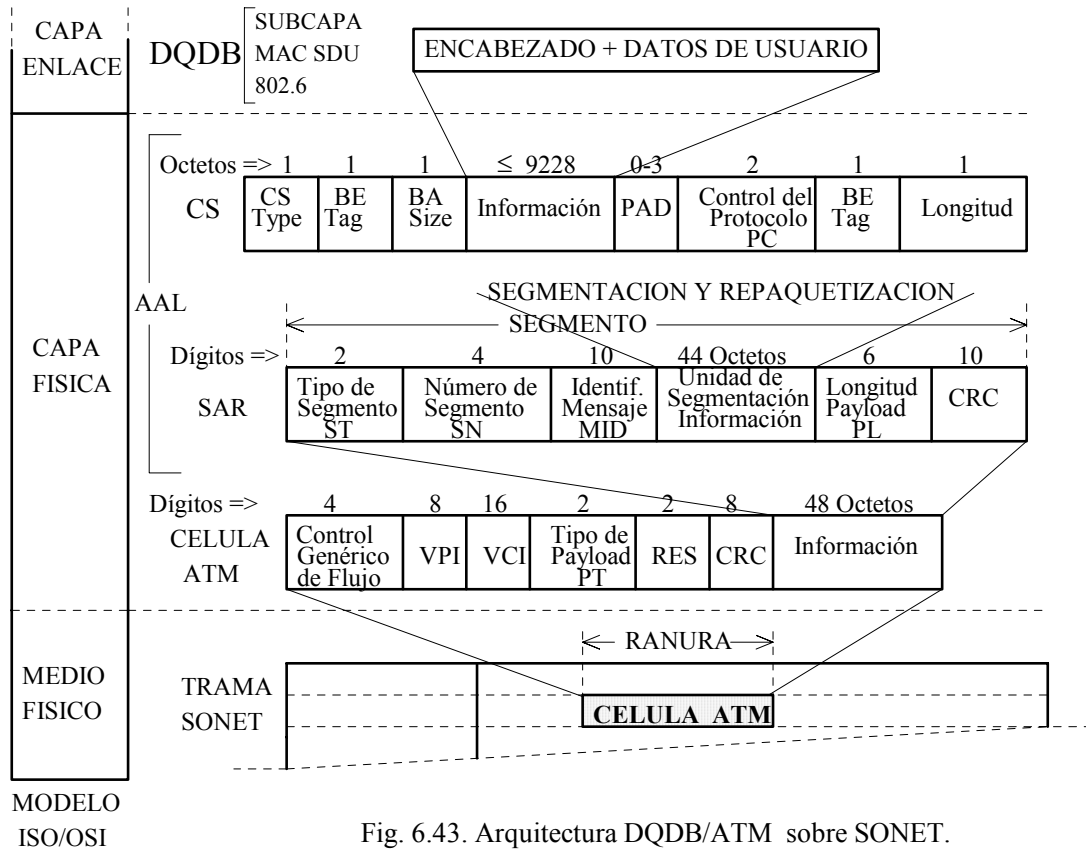 CAPA
ENLACE
DQDB
SUBCAPA
MAC SDU
802.6
ENCABEZADO + DATOS DE USUARIO
Octetos => 1 1 1 ≤ 9228 0-3 2 1 1
CS
CS
Type
BE
Tag
BA
Size
Información
PAD
Control del
Protocolo
PC
BE
Tag
Longitud
AAL
SEGMENTACION Y REPAQUETIZACION
SEGMENTO
CAPA
FISICA
Dígitos => 2 4 10 44 Octetos 6 10
SAR
Tipo de
Segmento
ST
Número de
Segmento
SN
Identif.
Mensaje
MID
Unidad de
Segmentación
Información
Longitud
Payload
PL
CRC
Dígitos => 4 8 16 2 2 8 48 Octetos
CELULA
ATM
Control
Genérico
de Flujo
VPI
VCI
Tipo de
Payload
PT
RES
CRC
Información
RANURA
MEDIO
FISICO
TRAMA
SONET
CELULA ATM
MODELO
ISO/OSI
Fig. 6.43. Arquitectura DQDB/ATM sobre SONET.